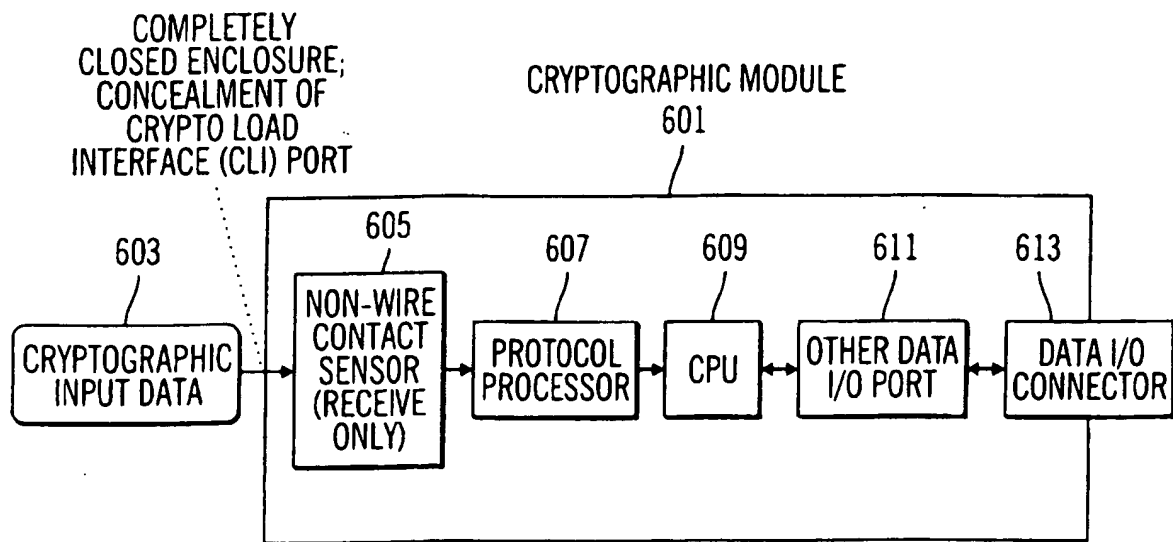 COMPLETELY
CLOSED ENCLOSURE;
CONCEALMENT OF
CRYPTO LOAD
INTERFACE (CLI) PORT
CRYPTOGRAPHIC MODULE
601
603
CRYPTOGRAPHIC
INPUT DATA
605
NON-WIRE
CONTACT
SENSOR
(RECEIVE
ONLY)
607
PROTOCOL
PROCESSOR
609
CPU
611
OTHER DATA
I/O PORT
613
DATA I/O
CONNECTOR